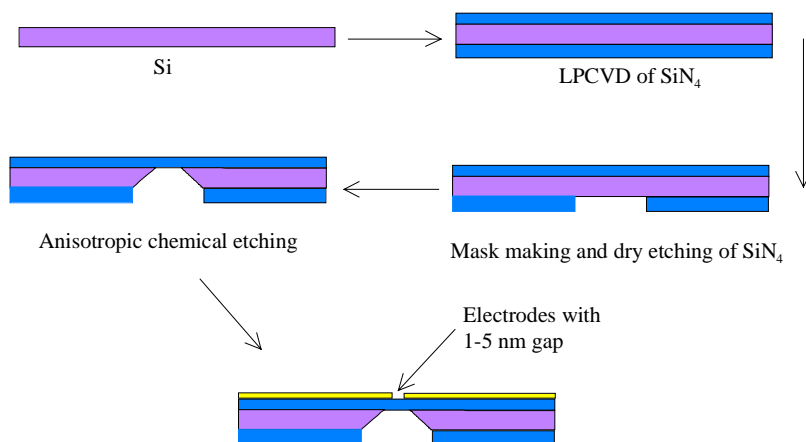 Si
LPCVD of SiN₄
Mask making and dry etching of SiN₄
Anisotropic chemical etching
Electrodes with
1-5 nm gap